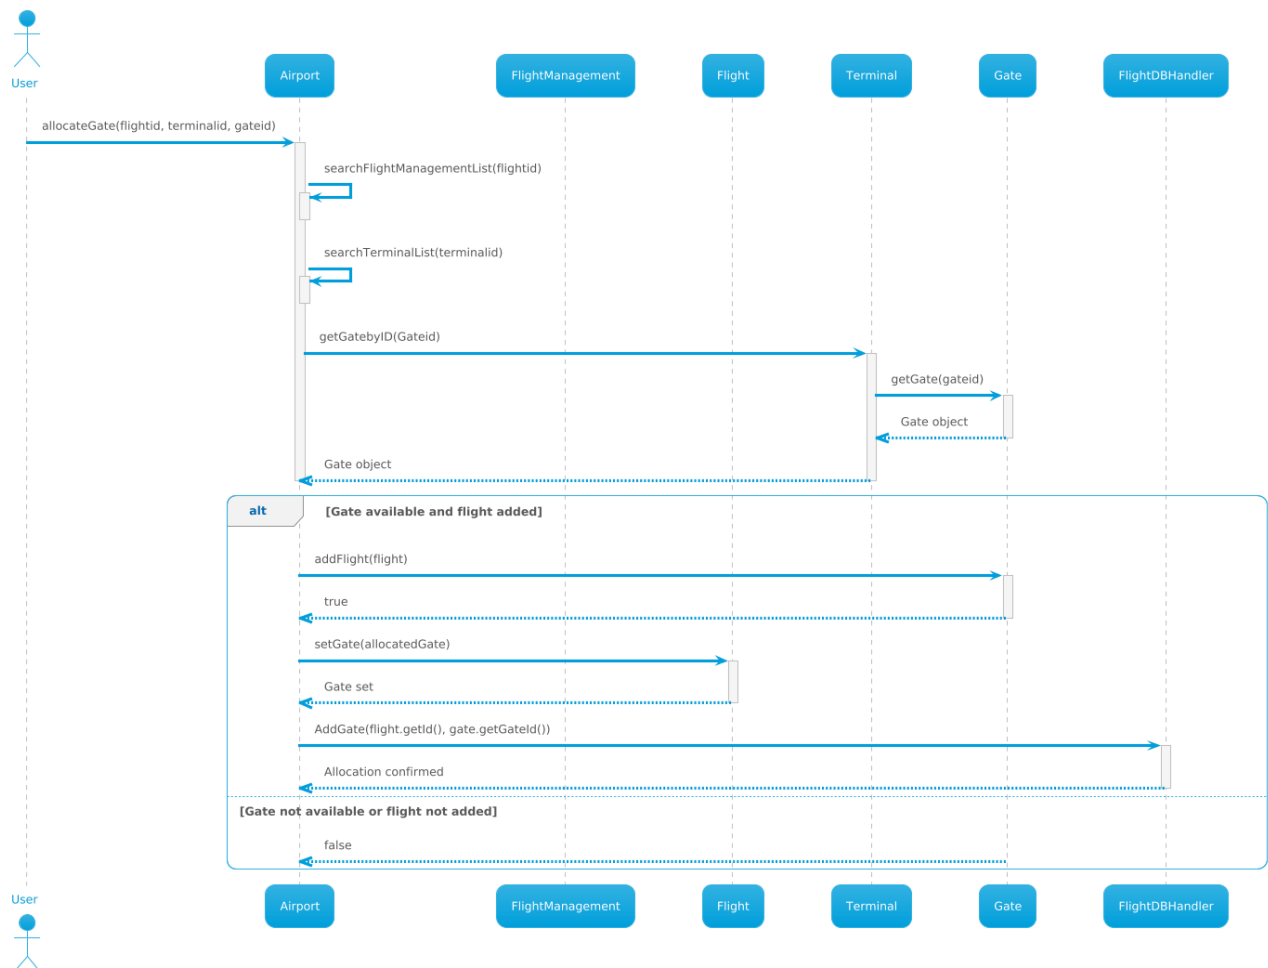 User
Airport
FlightManagement
Flight
Terminal
Gate
FlightDBHandler
allocateGate(flightid, terminalid, gateid)
searchFlightManagementList(flightid)
searchTerminalList(terminalid)
getGatebyID(Gateid)
getGate(gateid)
Gate object
Gate object
alt
[Gate available and flight added]
addFlight(flight)
true
setGate(allocatedGate)
Gate set
AddGate(flight.getId(), gate.getGateId())
Allocation confirmed
[Gate not available or flight not added]
false
User
Airport
FlightManagement
Flight
Terminal
Gate
FlightDBHandler